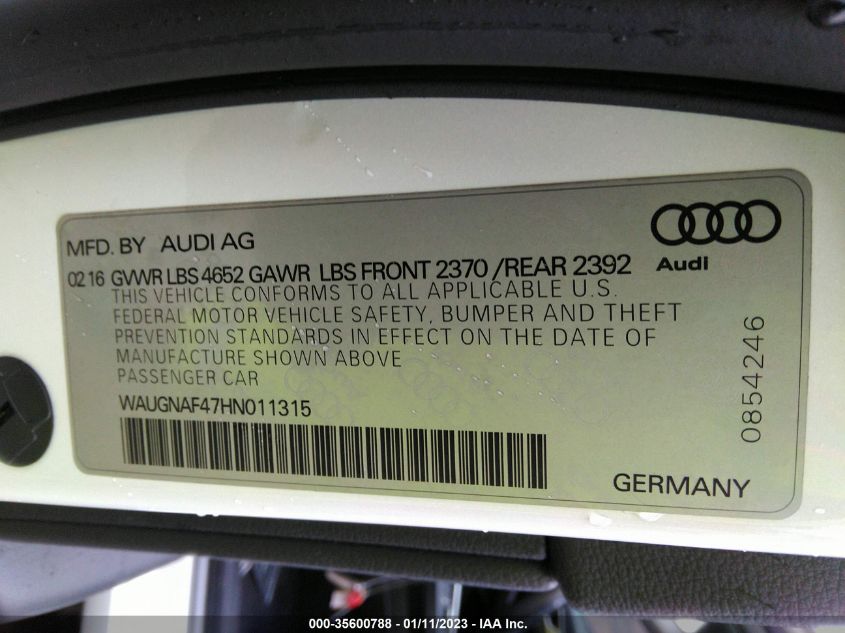 MFD. BY AUDI AG
02 16 GVWR LBS 4652 GAWR LBS FRONT 2370 /REAR 2392
Audi
THIS VEHICLE CONFORMS TO ALL APPLICABLE U.S.
FEDERAL MOTOR VEHICLE SAFETY, BUMPER AND THEFT
PREVENTION STANDARDS IN EFFECT ON THE DATE OF
MANUFACTURE SHOWN ABOVE
PASSENGER CAR
WAUGNAF47HN011315
0854246
GERMANY
000-35600788 - 01/11/2023 - IAA Inc.